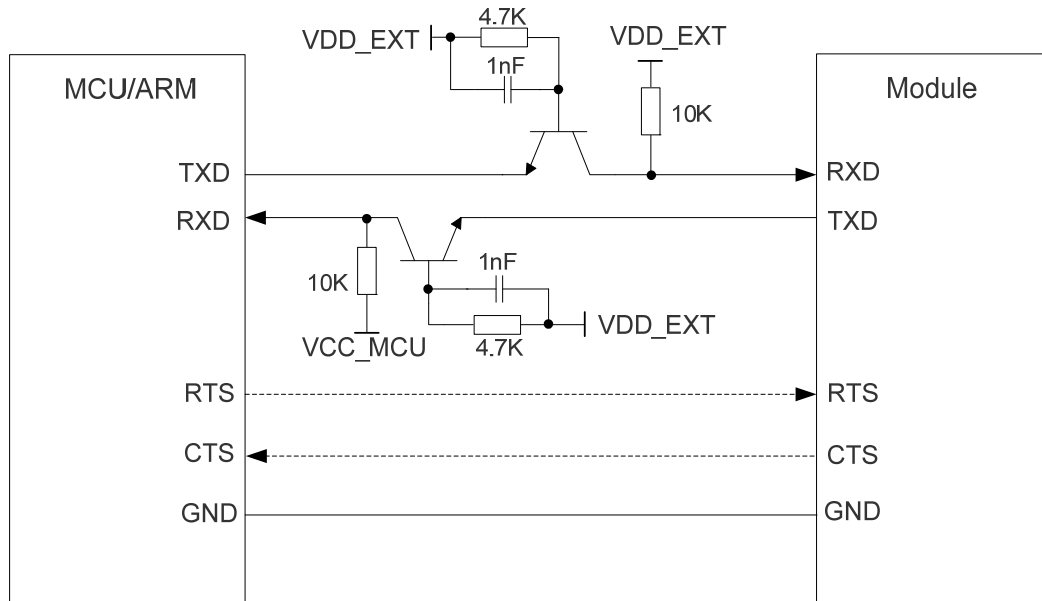 4.7K
VDD_EXT
VDD_EXT
1nF
MCU/ARM
Module
10K
TXD
RXD
RXD
TXD
1nF
10K
VDD_EXT
VCC_MCU
4.7K
RTS
RTS
CTS
CTS
GND
GND